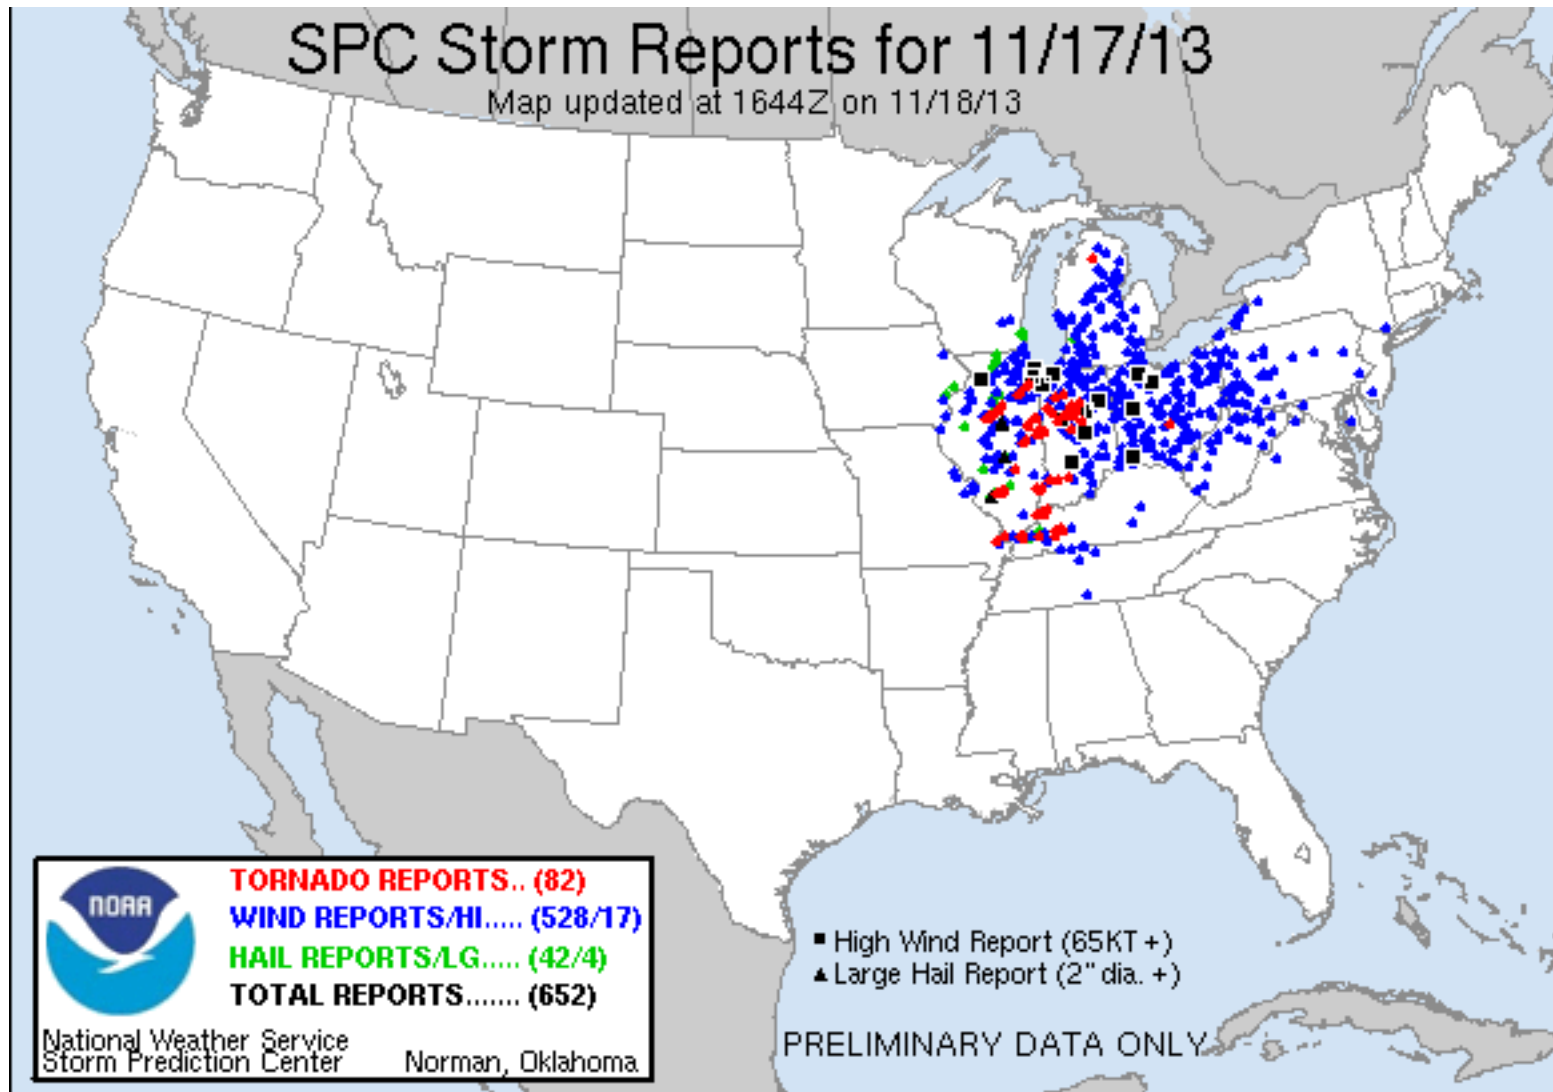 SPC Storm Reports for 11/17/13
Map updated at 1644Z on 11/18/13
NOAA
TORNADO REPORTS.. (82)
WIND REPORTS/HI..... (528/17)
HAIL REPORTS/LG..... (42/4)
TOTAL REPORTS....... (652)
National Weather Service
Storm Prediction Center Norman, Oklahoma
High Wind Report (65KT +)
Large Hail Report (2" dia. +)
PRELIMINARY DATA ONLY